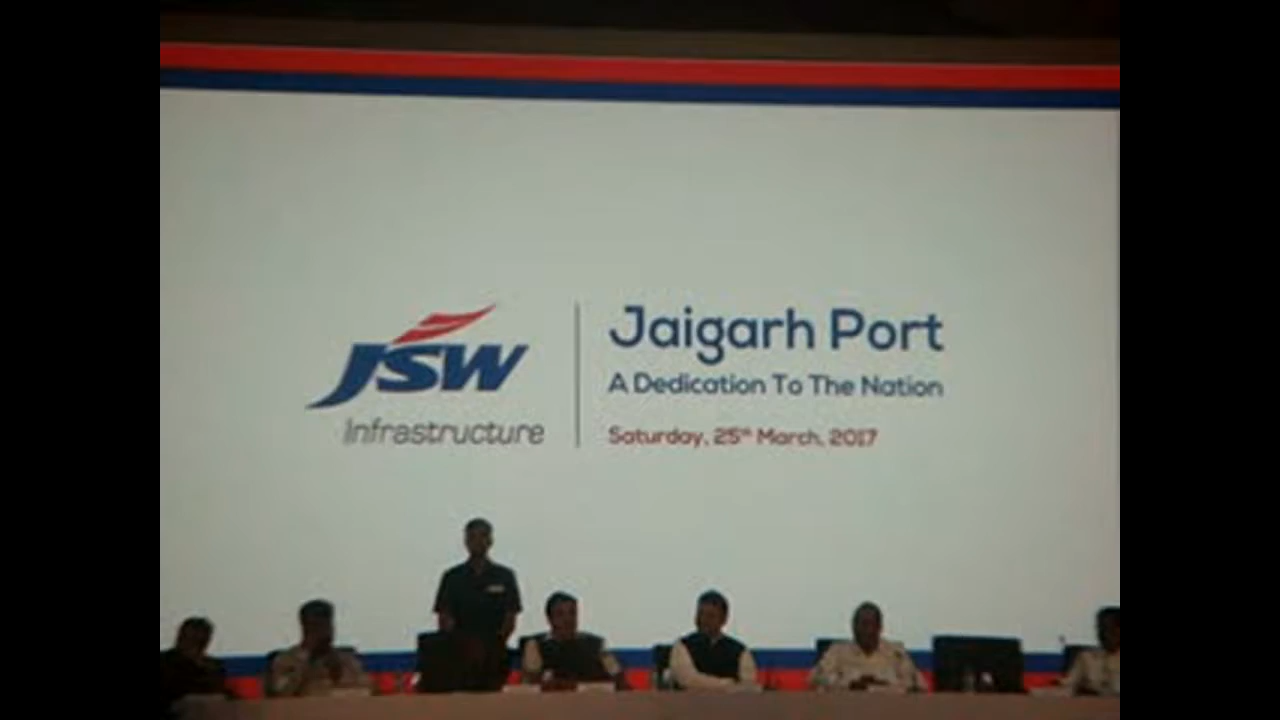 JSW
Infrastructure
Jaigarh Port
A Dedication To The Nation
Saturday, 25th March, 2017